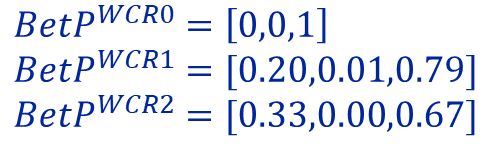 BetP^{WCR0} = [0,0,1]
BetP^{WCR1} = [0.20,0.01,0.79]
BetP^{WCR2} = [0.33,0.00,0.67]